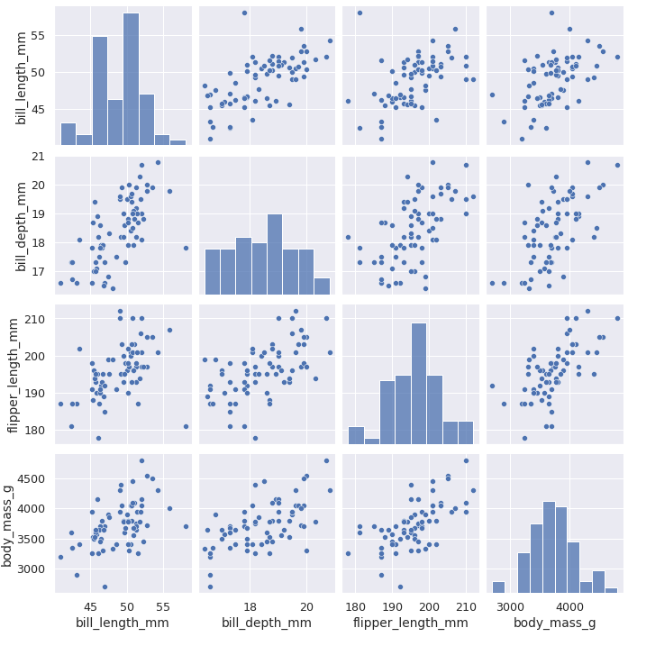 bill_length_mm
55
50
45
bill_depth_mm
21
20
19
18
17
flipper_length_mm
210
200
190
180
body_mass_g
4500
4000
3500
3000
45 50 55
18 20
180 190 200 210
3000 4000
bill_length_mm
bill_depth_mm
flipper_length_mm
body_mass_g